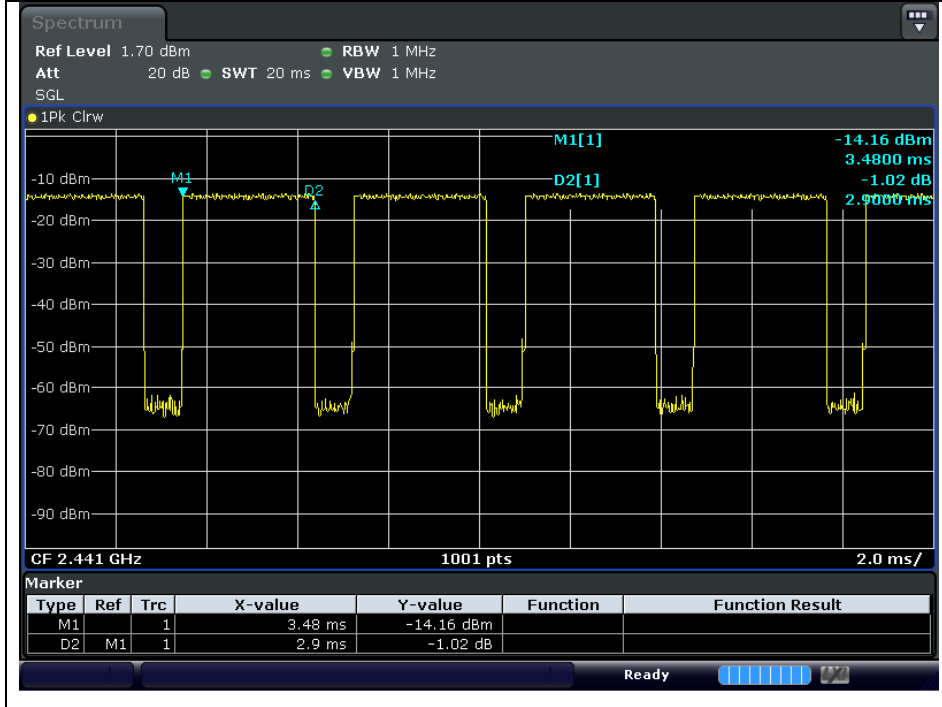 Spectrum
Ref Level 1.70 dBm RBW 1 MHz
Att 20 dB SWT 20 ms VBW 1 MHz
SGL
1Pk Clrw
M1[1] -14.16 dBm
3.4800 ms
D2[1] -1.02 dB
2.9000 ms
M1
D2
-10 dBm
-20 dBm
-30 dBm
-40 dBm
-50 dBm
-60 dBm
-70 dBm
-80 dBm
-90 dBm
CF 2.441 GHz 1001 pts 2.0 ms/
Marker
Type Ref Trc X-value Y-value Function Function Result
M1 1 3.48 ms -14.16 dBm
D2 M1 1 2.9 ms -1.02 dB
Ready